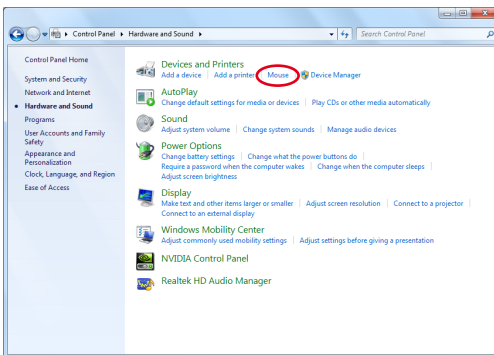 Control Panel ▸ Hardware and Sound ▸
Search Control Panel
Control Panel Home
System and Security
Network and Internet
Hardware and Sound
Programs
User Accounts and Family
Safety
Appearance and
Personalization
Clock, Language, and Region
Ease of Access
Devices and Printers
Add a device | Add a printer | Mouse | Device Manager
AutoPlay
Change default settings for media or devices | Play CDs or other media automatically
Sound
Adjust system volume | Change system sounds | Manage audio devices
Power Options
Change battery settings | Change what the power buttons do |
Require a password when the computer wakes | Change when the computer sleeps |
Adjust screen brightness
Display
Make text and other items larger or smaller | Adjust screen resolution | Connect to a projector |
Connect to an external display
Windows Mobility Center
Adjust commonly used mobility settings | Adjust settings before giving a presentation
NVIDIA Control Panel
Realtek HD Audio Manager